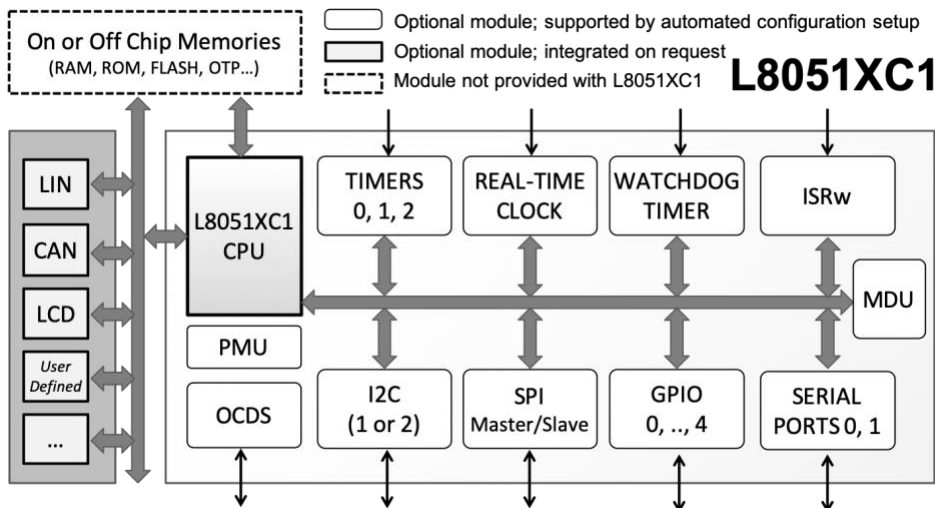 On or Off Chip Memories
(RAM, ROM, FLASH, OTP...)
Optional module; supported by automated configuration setup
Optional module; integrated on request
Module not provided with L8051XC1
L8051XC1
LIN
CAN
LCD
User
Defined
...
L8051XC1
CPU
PMU
OCDS
TIMERS
0, 1, 2
REAL-TIME
CLOCK
WATCHDOG
TIMER
ISRw
MDU
I2C
(1 or 2)
SPI
Master/Slave
GPIO
0, .., 4
SERIAL
PORTS 0, 1